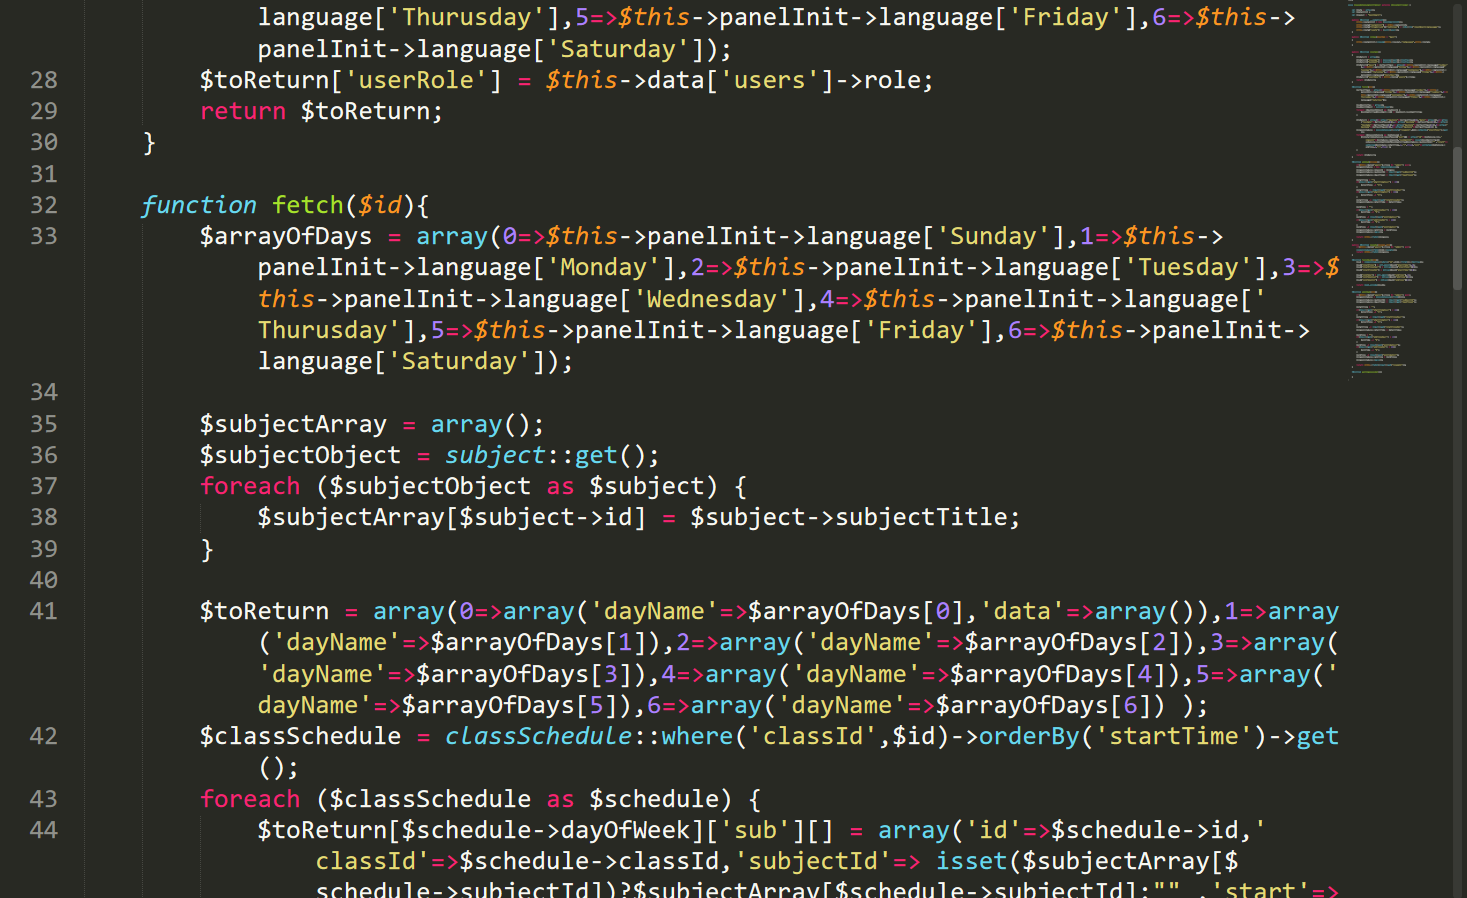 language['Thurusday'],5=>$this->panelInit->language['Friday'],6=>$this->
panelInit->language['Saturday']);
28 $toReturn['userRole'] = $this->data['users']->role;
29 return $toReturn;
30 }
31
32 function fetch($id){
33 $arrayOfDays = array(0=>$this->panelInit->language['Sunday'],1=>$this->
panelInit->language['Monday'],2=>$this->panelInit->language['Tuesday'],3=>$
this->panelInit->language['Wednesday'],4=>$this->panelInit->language['
Thurusday'],5=>$this->panelInit->language['Friday'],6=>$this->panelInit->
language['Saturday']);
34
35 $subjectArray = array();
36 $subjectObject = subject::get();
37 foreach ($subjectObject as $subject) {
38 $subjectArray[$subject->id] = $subject->subjectTitle;
39 }
40
41 $toReturn = array(0=>array('dayName'=>$arrayOfDays[0],'data'=>array()),1=>array
('dayName'=>$arrayOfDays[1]),2=>array('dayName'=>$arrayOfDays[2]),3=>array(
'dayName'=>$arrayOfDays[3]),4=>array('dayName'=>$arrayOfDays[4]),5=>array('
dayName'=>$arrayOfDays[5]),6=>array('dayName'=>$arrayOfDays[6]) );
42 $classSchedule = classSchedule::where('classId',$id)->orderBy('startTime')->get
();
43 foreach ($classSchedule as $schedule) {
44 $toReturn[$schedule->dayOfWeek]['sub'][] = array('id'=>$schedule->id,'
classId'=>$schedule->classId,'subjectId'=> isset($subjectArray[$
schedule->subjectId])?$subjectArray[$schedule->subjectId]:"" ,'start'=>